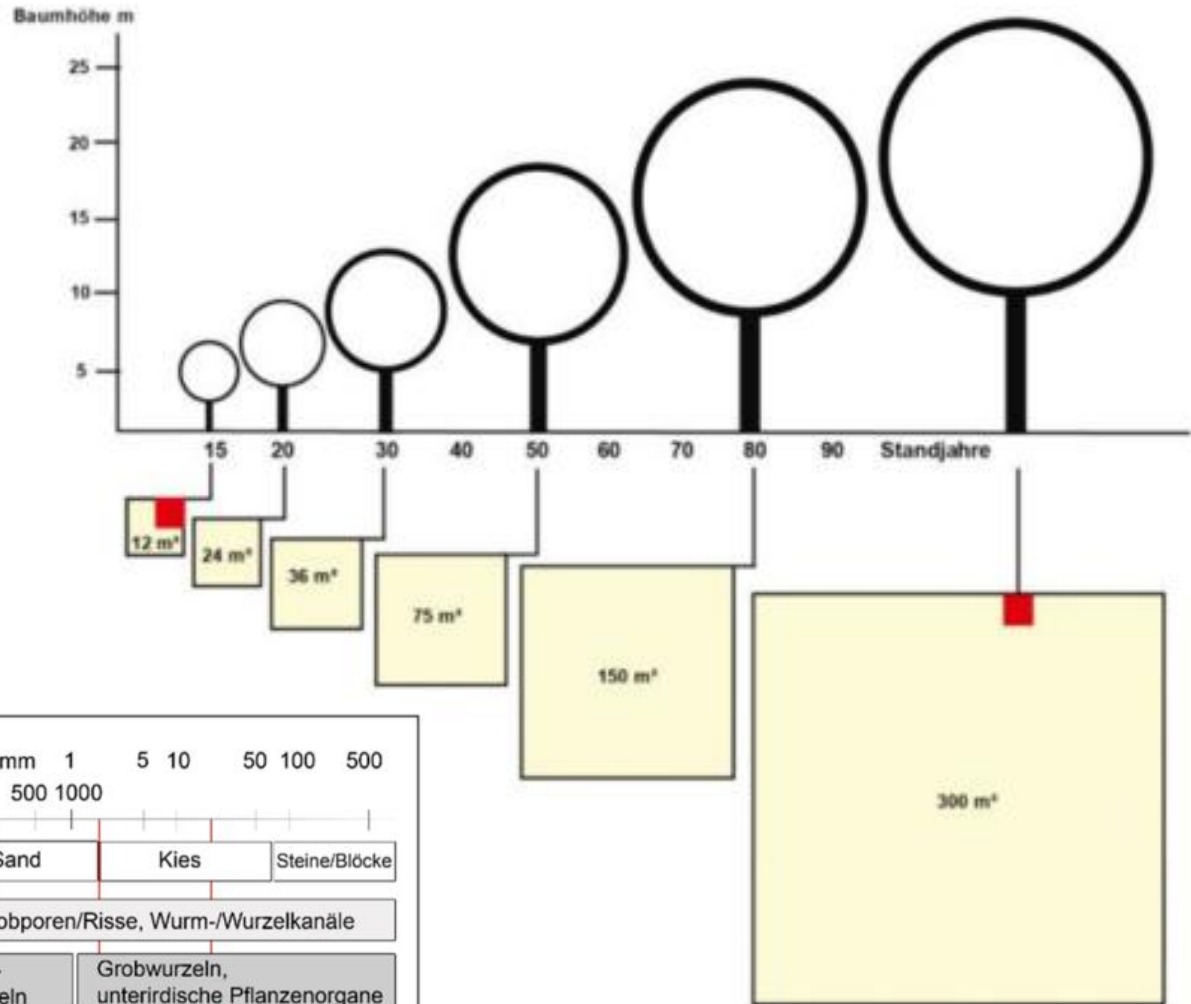 Baumhöhe m
25
20
15
10
5
15 20 30 40 50 60 70 80 90 Standjahre
12 m²
24 m²
36 m²
75 m²
150 m²
300 m²
mm 1 5 10 50 100 500
500 1000
Sand Kies Steine/Blöcke
obporen/Risse, Wurm-/Wurzelkanäle
eln
Grobwurzeln,
unterirdische Pflanzenorgane